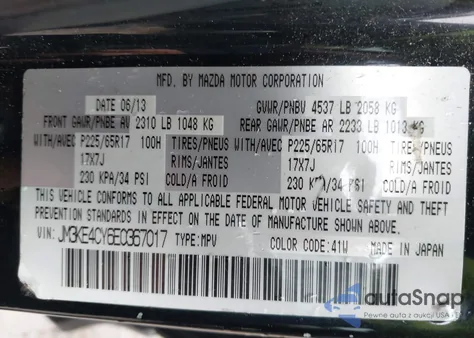 MFD. BY MAZDA MOTOR CORPORATION
DATE 06/13 GVWR/PNBV 4537 LB 2058 KG
FRONT GAWR/PNBE AV 2310 LB 1048 KG REAR GAWR/PNBE AR 2233 LB 1013 KG
WITH/AVEC P225/65R17 100H TIRES/PNEUS WITH/AVEC P225/65R17 100H TIRES/PNEUS
17X7J RIMS/JANTES 17X7J RIMS/JANTES
230 KPA/34 PSI COLD/A FROID 230 KPA/34 PSI COLD/A FROID
THIS VEHICLE CONFORMS TO ALL APPLICABLE FEDERAL MOTOR VEHICLE SAFETY AND THEFT
PREVENTION STANDARDS IN EFFECT ON THE DATE OF MANUFACTURE SHOWN ABOVE.
VIN: JM3KE4CY6E0367017 TYPE: MPV COLOR CODE: 41W MADE IN JAPAN
autoSnap
Pewne auta z aukcji USA i